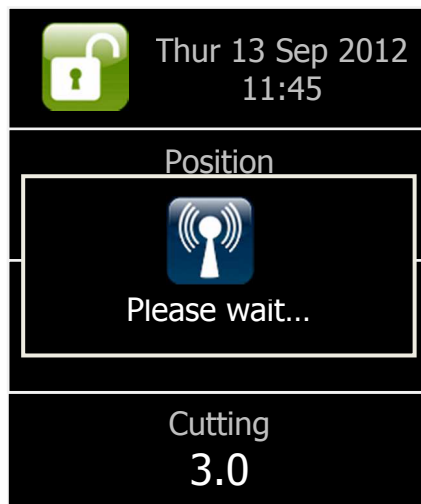 Thur 13 Sep 2012
11:45
Position
Please wait...
Cutting
3.0